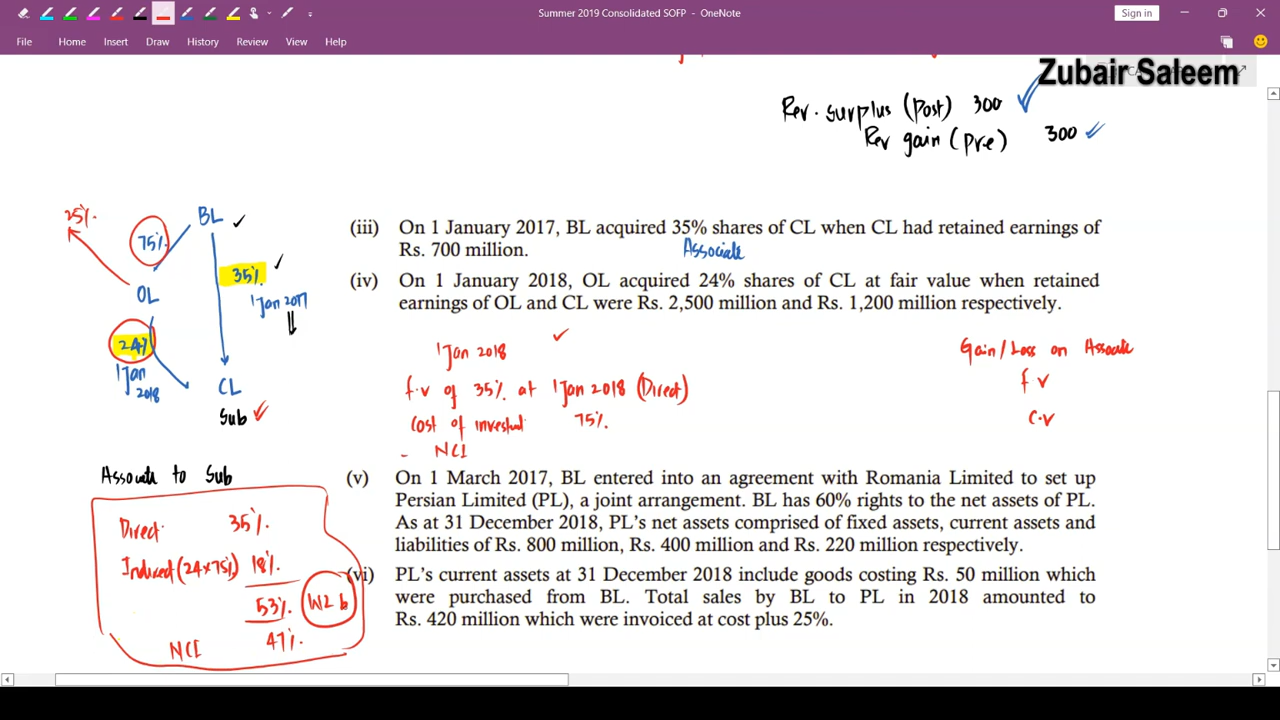 Summer 2019 Consolidated SOFP - OneNote
Sign in
File Home Insert Draw History Review View Help
Zubair Saleem
Rev. surplus (post) 300
Rev gain (pre) 300
25%.
BL
75%.
35%.
1 Jan 2017
OL
24%
1 Jan
2018
CL
Sub
(iii) On 1 January 2017, BL acquired 35% shares of CL when CL had retained earnings of
Rs. 700 million.
Associate
(iv) On 1 January 2018, OL acquired 24% shares of CL at fair value when retained
earnings of OL and CL were Rs. 2,500 million and Rs. 1,200 million respectively.
1 Jan 2018
f.v of 35% at 1 Jan 2018 (Direct)
Cost of investment 75%.
- NCI
Gain/Loss on Associate
f v
C.v
Associate to Sub
Direct 35%.
Indirect (24x75%) 18%.
53%. W2 b
NCI 47%.
(v) On 1 March 2017, BL entered into an agreement with Romania Limited to set up
Persian Limited (PL), a joint arrangement. BL has 60% rights to the net assets of PL.
As at 31 December 2018, PL's net assets comprised of fixed assets, current assets and
liabilities of Rs. 800 million, Rs. 400 million and Rs. 220 million respectively.
(vi) PL's current assets at 31 December 2018 include goods costing Rs. 50 million which
were purchased from BL. Total sales by BL to PL in 2018 amounted to
Rs. 420 million which were invoiced at cost plus 25%.